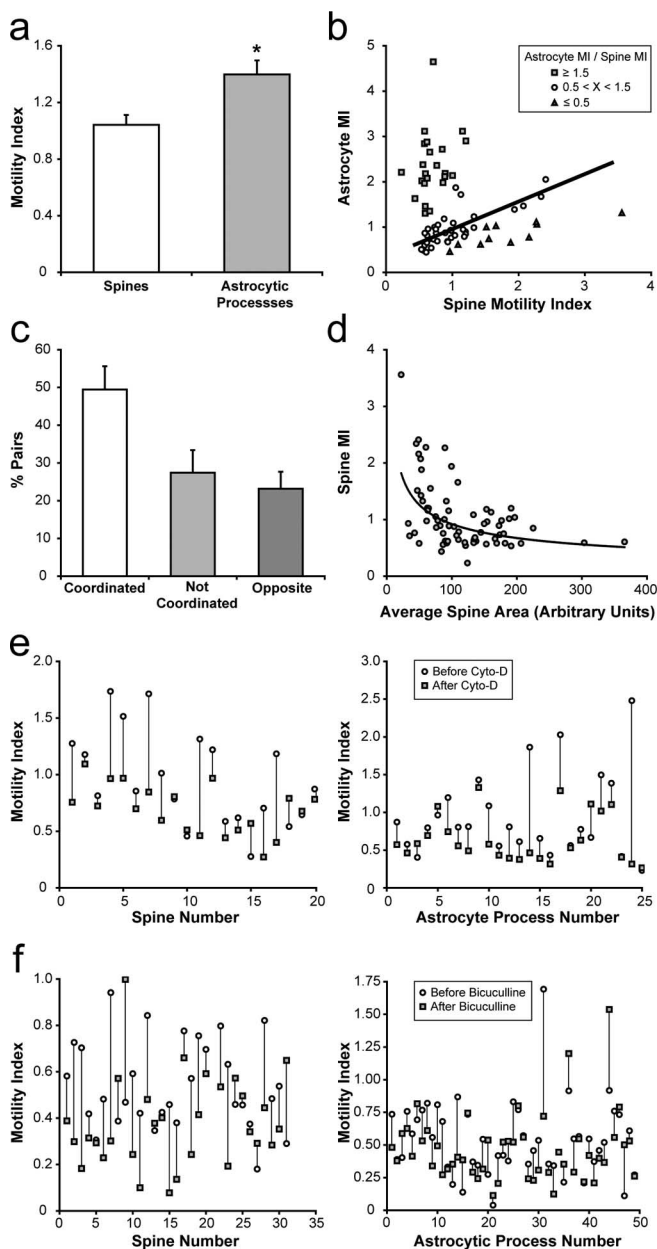 a
Motility Index
1.6
1.2
0.8
0.4
0
*
Spines
Astrocytic
Processses
b
Astrocyte MI
5
4
3
2
1
0
Astrocyte MI / Spine MI
≥ 1.5
0.5 < X < 1.5
≤ 0.5
0 1 2 3 4
Spine Motility Index
c
% Pairs
60
50
40
30
20
10
0
Coordinated
Not
Coordinated
Opposite
d
Spine MI
4
3
2
1
0
0 100 200 300 400
Average Spine Area (Arbitrary Units)
e
Motility Index
2.0
1.5
1.0
0.5
0
0 5 10 15 20
Spine Number
Motility Index
3.0
2.5
2.0
1.5
1.0
0.5
0
Before Cyto-D
After Cyto-D
0 5 10 15 20 25
Astrocyte Process Number
f
Motility Index
1.0
0.8
0.6
0.4
0.2
0
0 5 10 15 20 25 30 35
Spine Number
Motility Index
1.75
1.50
1.25
1.0
0.75
0.50
0.25
0
Before Bicuculline
After Bicuculline
0 10 20 30 40 50
Astrocytic Process Number